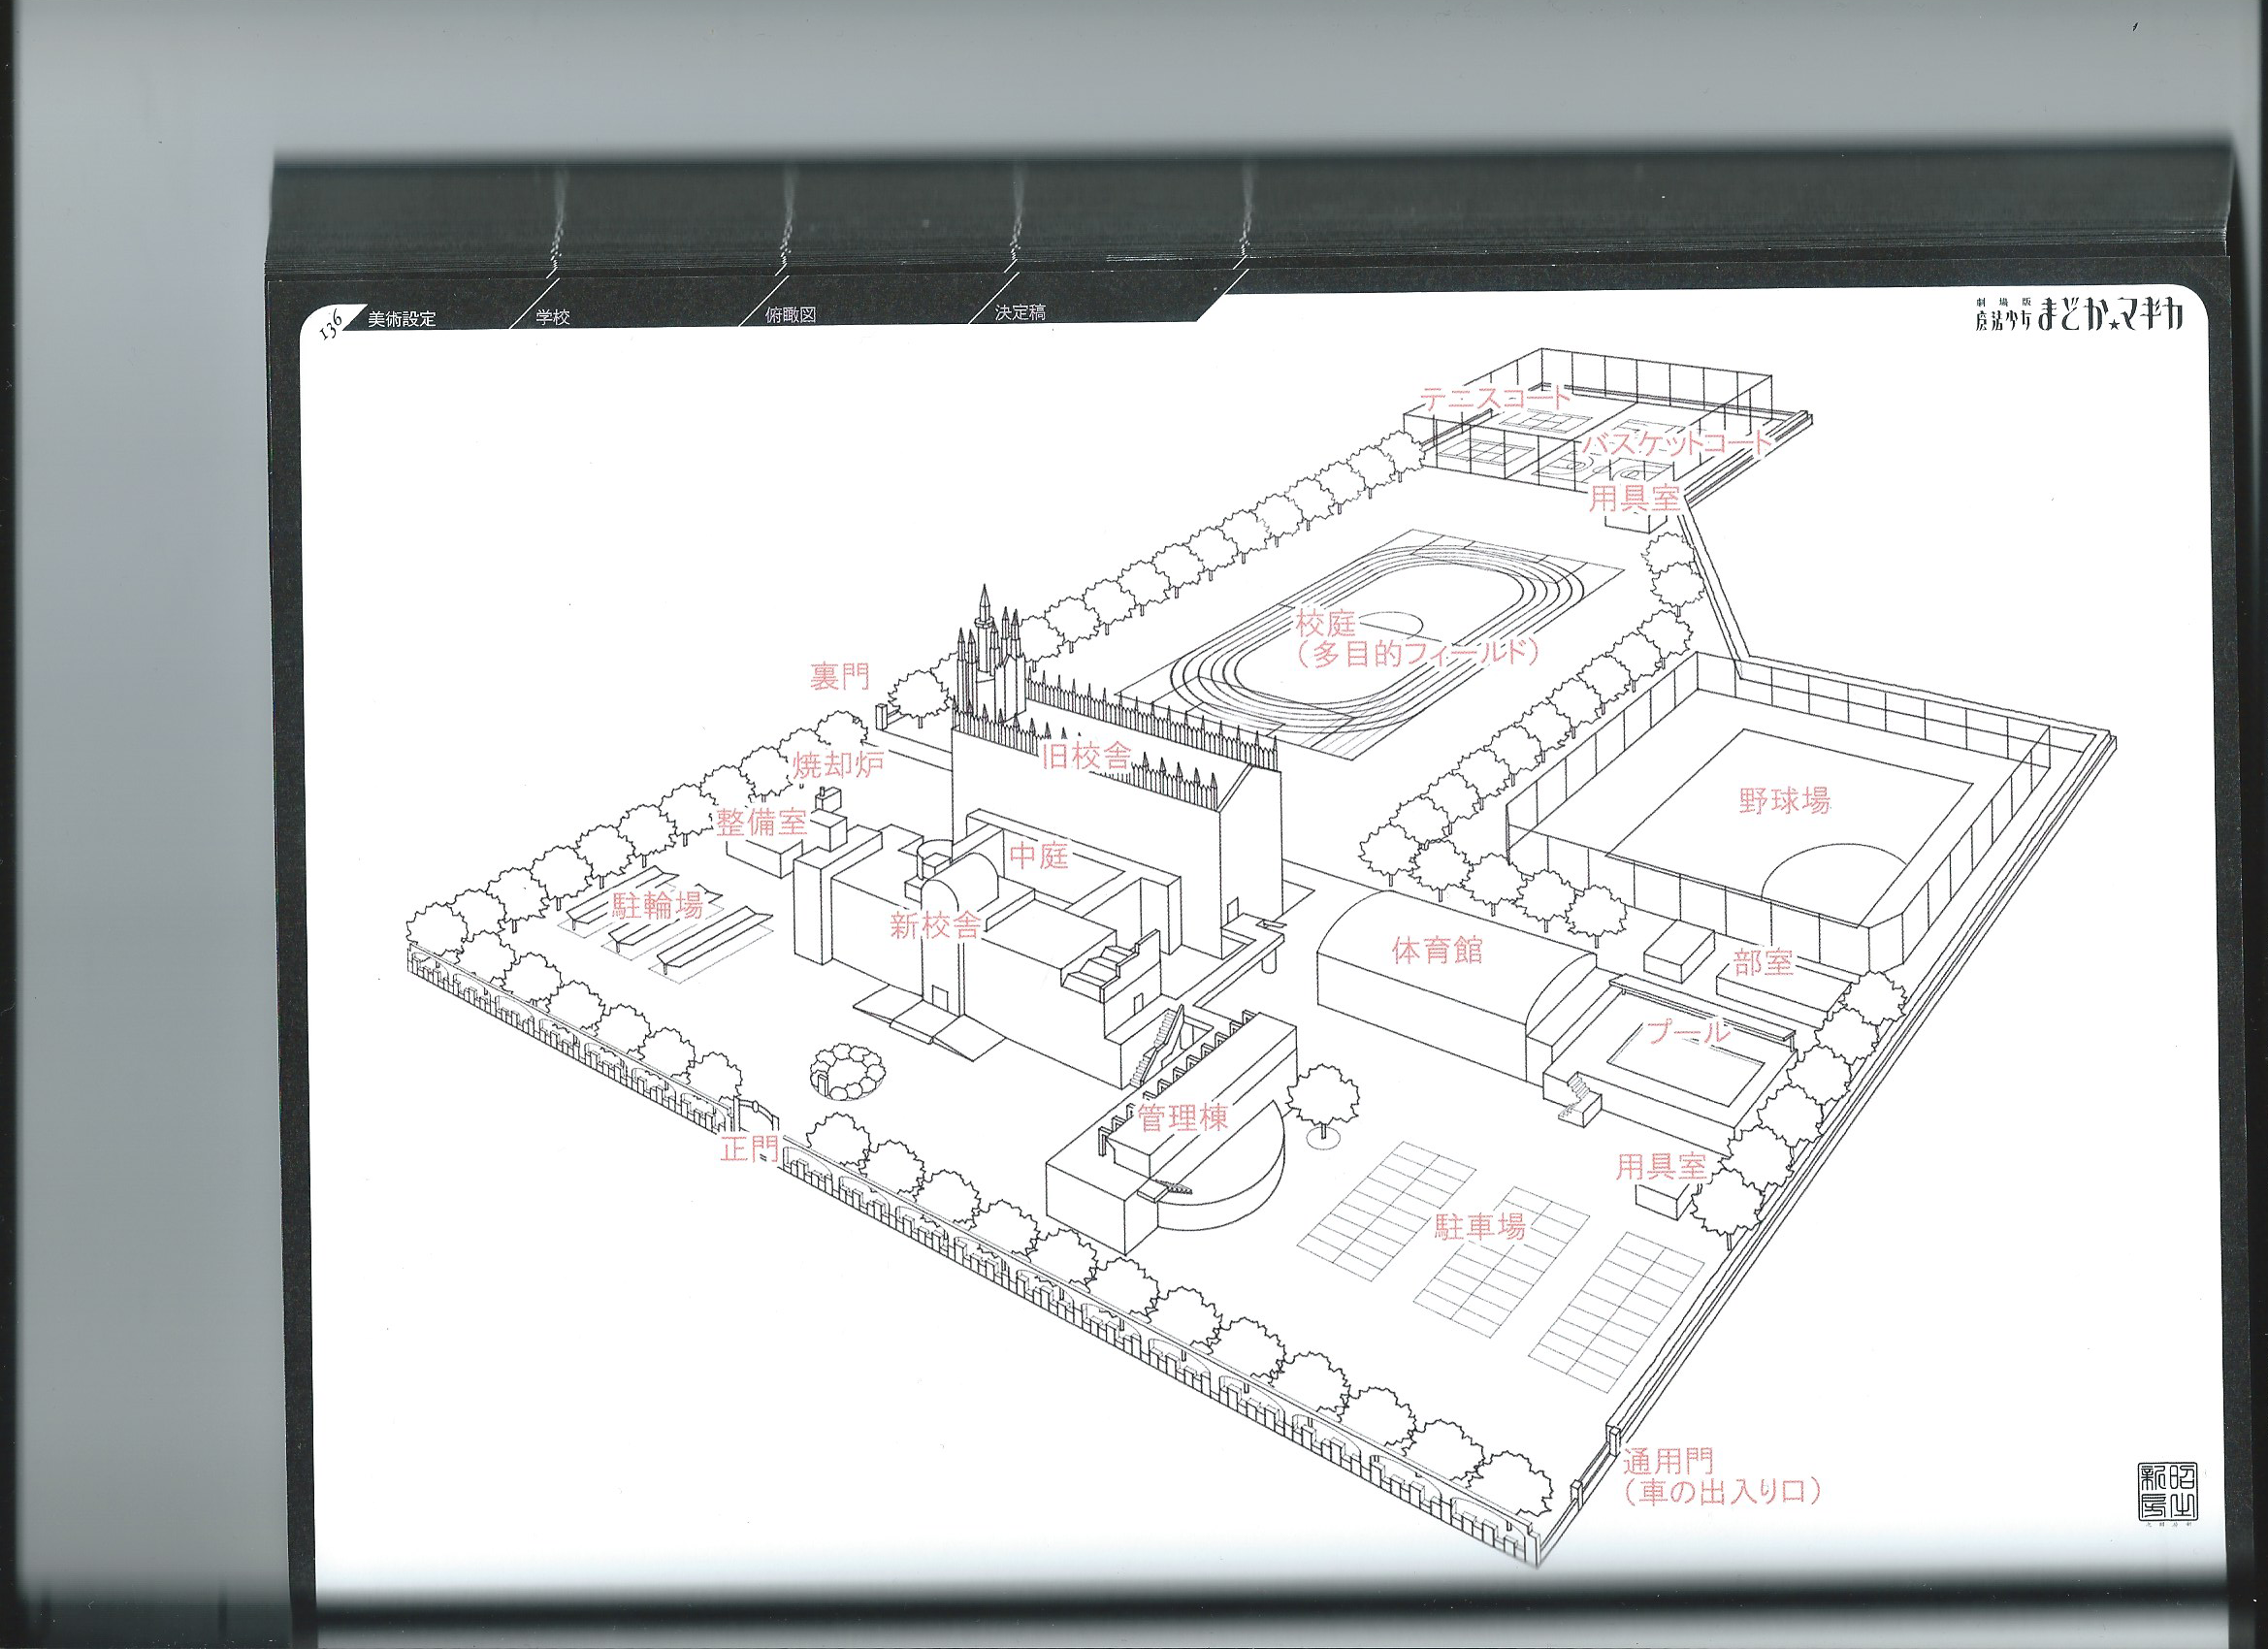 136
美術設定
学校
俯瞰図
決定稿
劇場版
魔法少女まどか★マギカ
テニスコート
バスケットコート
用具室
校庭
（多目的フィールド）
裏門
旧校舎
焼却炉
野球場
整備室
中庭
駐輪場
新校舎
体育館
部室
プール
管理棟
正門
用具室
駐車場
通用門
（車の出入り口）
新房
昭之